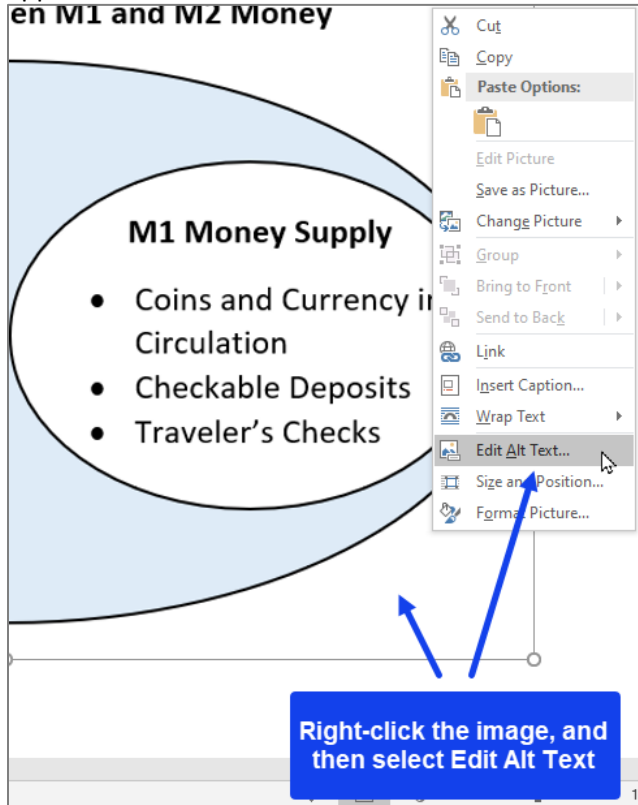 en M1 and M2 Money
M1 Money Supply
● Coins and Currency in
Circulation
● Checkable Deposits
● Traveler's Checks
Cut
Copy
Paste Options:
Edit Picture
Save as Picture...
Change Picture
Group
Bring to Front
Send to Back
Link
Insert Caption...
Wrap Text
Edit Alt Text...
Size and Position...
Format Picture...
Right-click the image, and
then select Edit Alt Text